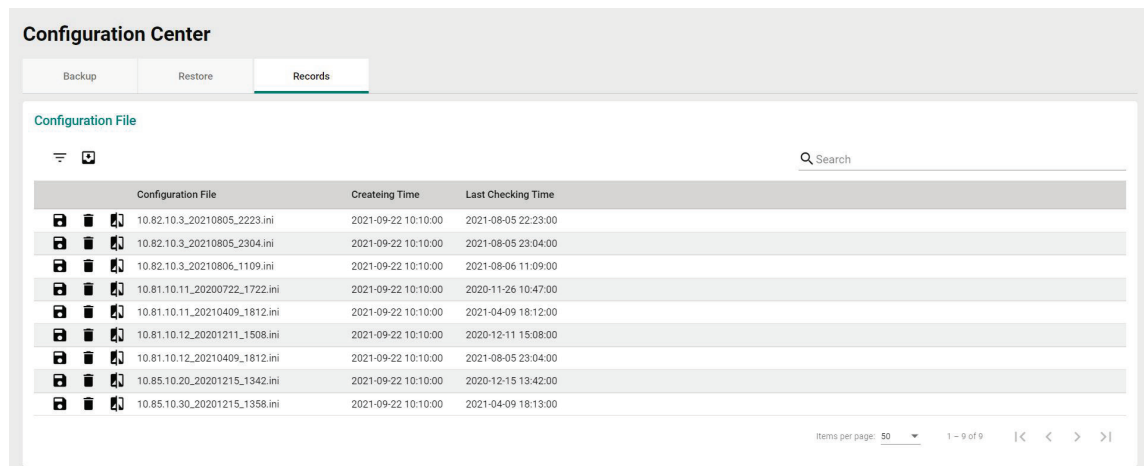 Configuration Center
Backup Restore Records
Configuration File
Search
Configuration File Createing Time Last Checking Time
10.82.10.3_20210805_2223.ini 2021-09-22 10:10:00 2021-08-05 22:23:00
10.82.10.3_20210805_2304.ini 2021-09-22 10:10:00 2021-08-05 23:04:00
10.82.10.3_20210806_1109.ini 2021-09-22 10:10:00 2021-08-06 11:09:00
10.81.10.11_20200722_1722.ini 2021-09-22 10:10:00 2020-11-26 10:47:00
10.81.10.11_20210409_1812.ini 2021-09-22 10:10:00 2021-04-09 18:12:00
10.81.10.12_20201211_1508.ini 2021-09-22 10:10:00 2020-12-11 15:08:00
10.81.10.12_20210409_1812.ini 2021-09-22 10:10:00 2021-08-05 23:04:00
10.85.10.20_20201215_1342.ini 2021-09-22 10:10:00 2020-12-15 13:42:00
10.85.10.30_20201215_1358.ini 2021-09-22 10:10:00 2021-04-09 18:13:00
Items per page: 50 1 – 9 of 9